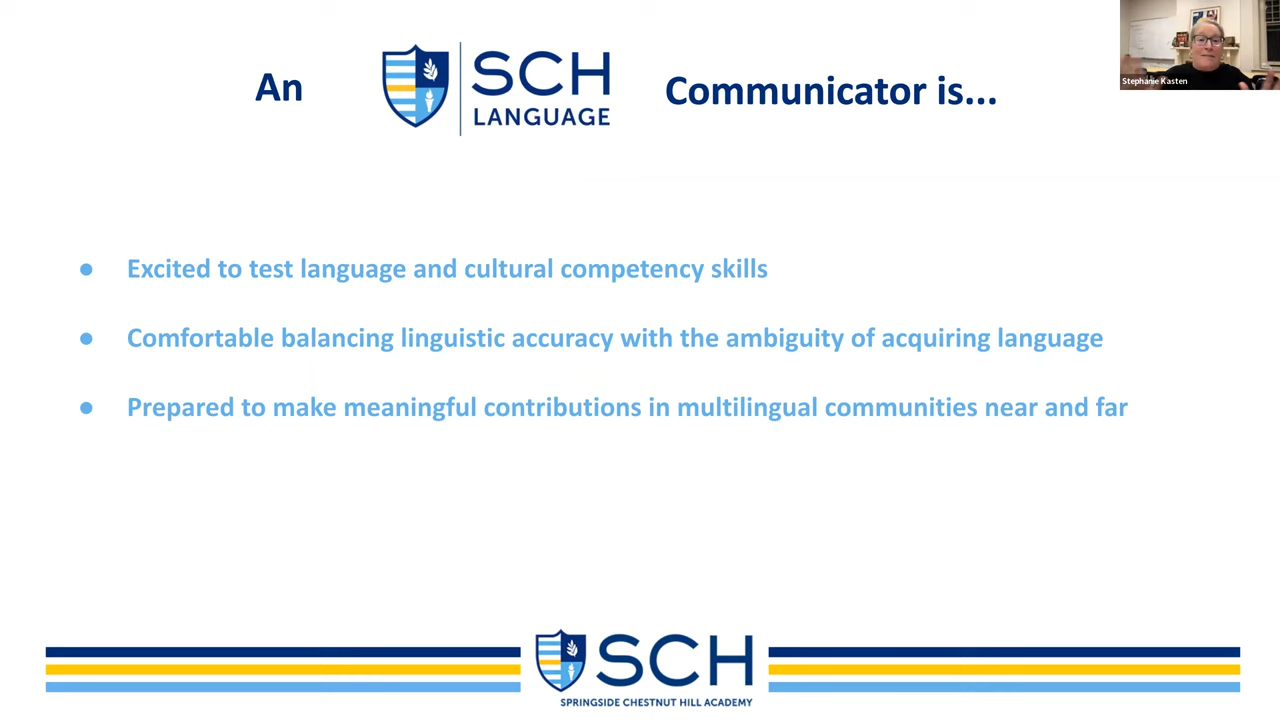 An
SCH
LANGUAGE
Communicator is...
Stephanie Kasten
● Excited to test language and cultural competency skills
● Comfortable balancing linguistic accuracy with the ambiguity of acquiring language
● Prepared to make meaningful contributions in multilingual communities near and far
SCH
SPRINGSIDE CHESTNUT HILL ACADEMY